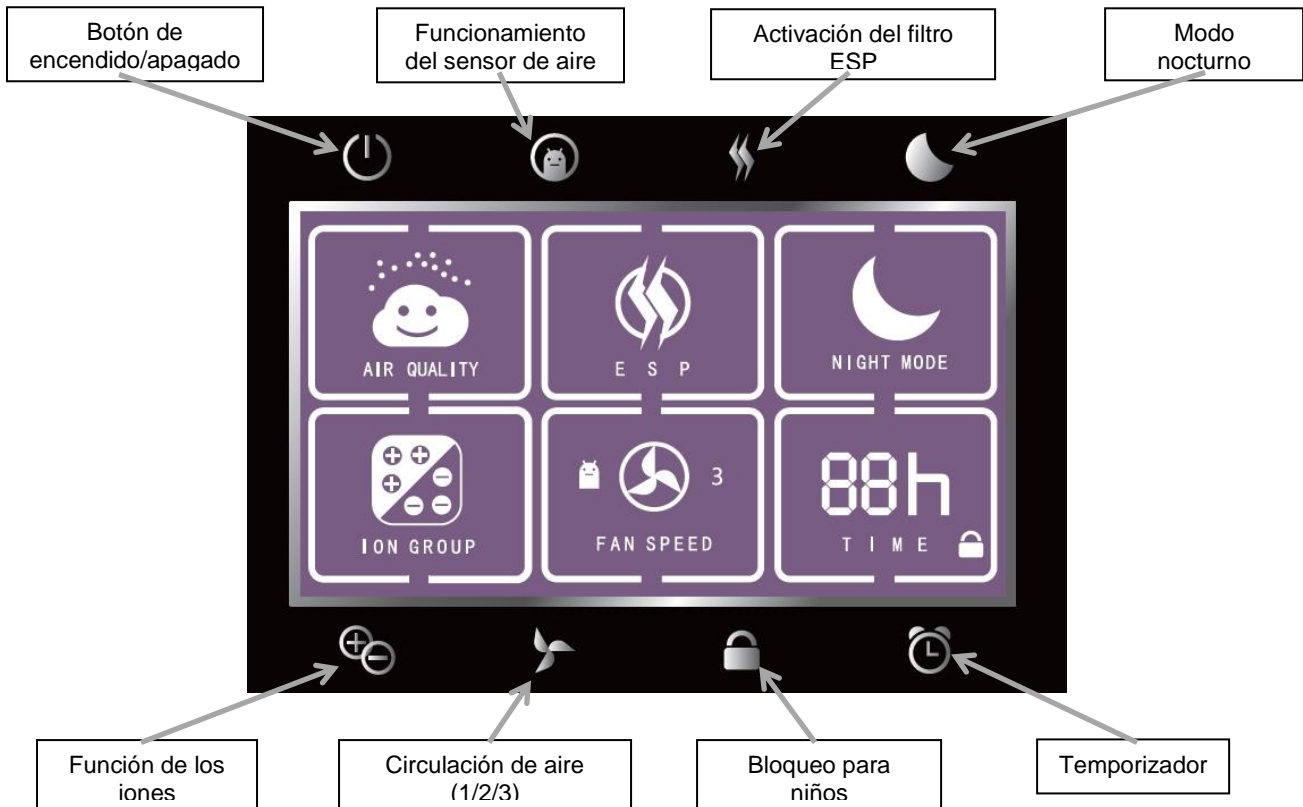 Botón de
encendido/apagado
Funcionamiento
del sensor de aire
Activación del filtro
ESP
Modo
nocturno
AIR QUALITY
E S P
NIGHT MODE
ION GROUP
3
FAN SPEED
88h
T I M E
Función de los
iones
Circulación de aire
(1/2/3)
Bloqueo para
niños
Temporizador